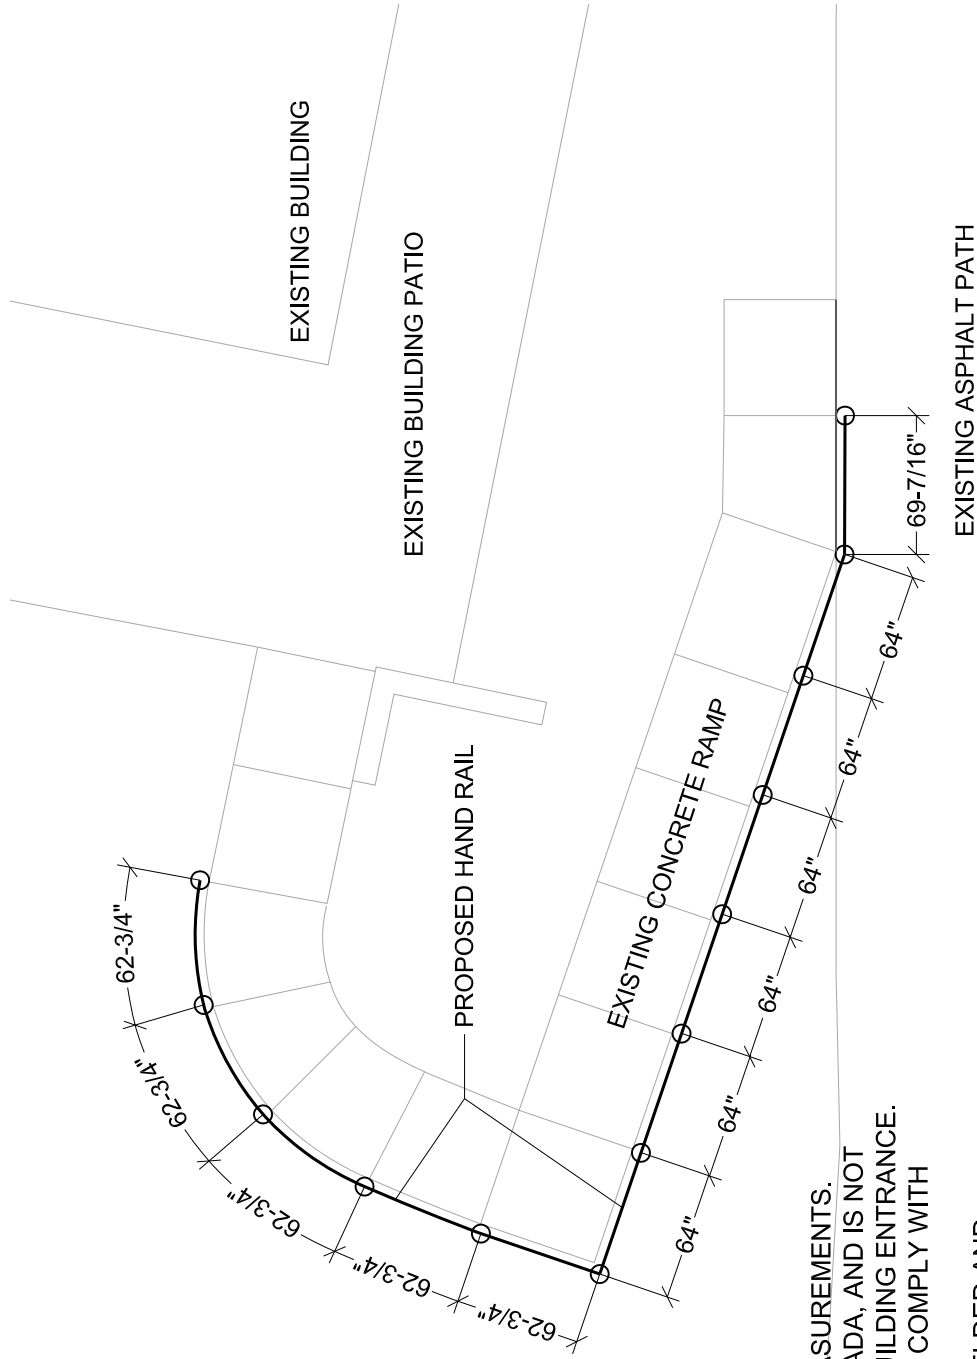 EXISTING BUILDING
EXISTING BUILDING PATIO
EXISTING ASPHALT PATH
69-7/16"
64"
64"
64"
64"
64"
64"
EXISTING CONCRETE RAMP
PROPOSED HAND RAIL
62-3/4"
62-3/4"
62-3/4"
62-3/4"
62-3/4"
SUREMENTS.
ADA, AND IS NOT
ILDING ENTRANCE.
COMPLY WITH